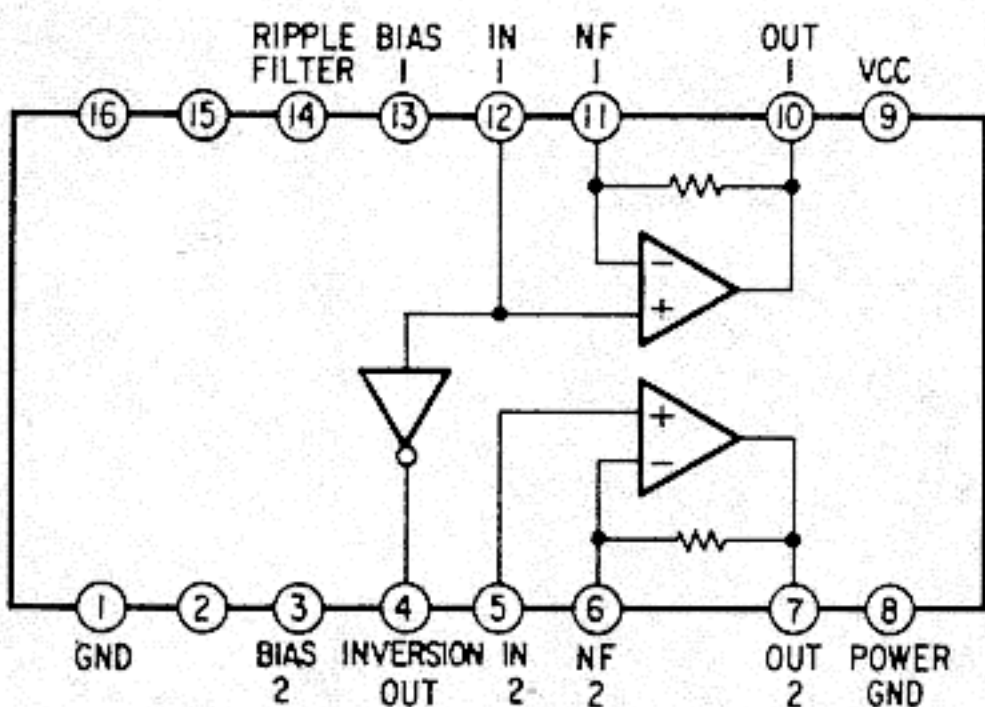 RIPPLE BIAS IN NF OUT
FILTER 1 1 1 1 VCC
16 15 14 13 12 11 10 9
−
+
+
−
1 2 3 4 5 6 7 8
GND BIAS INVERSION IN NF OUT POWER
2 OUT 2 2 2 GND